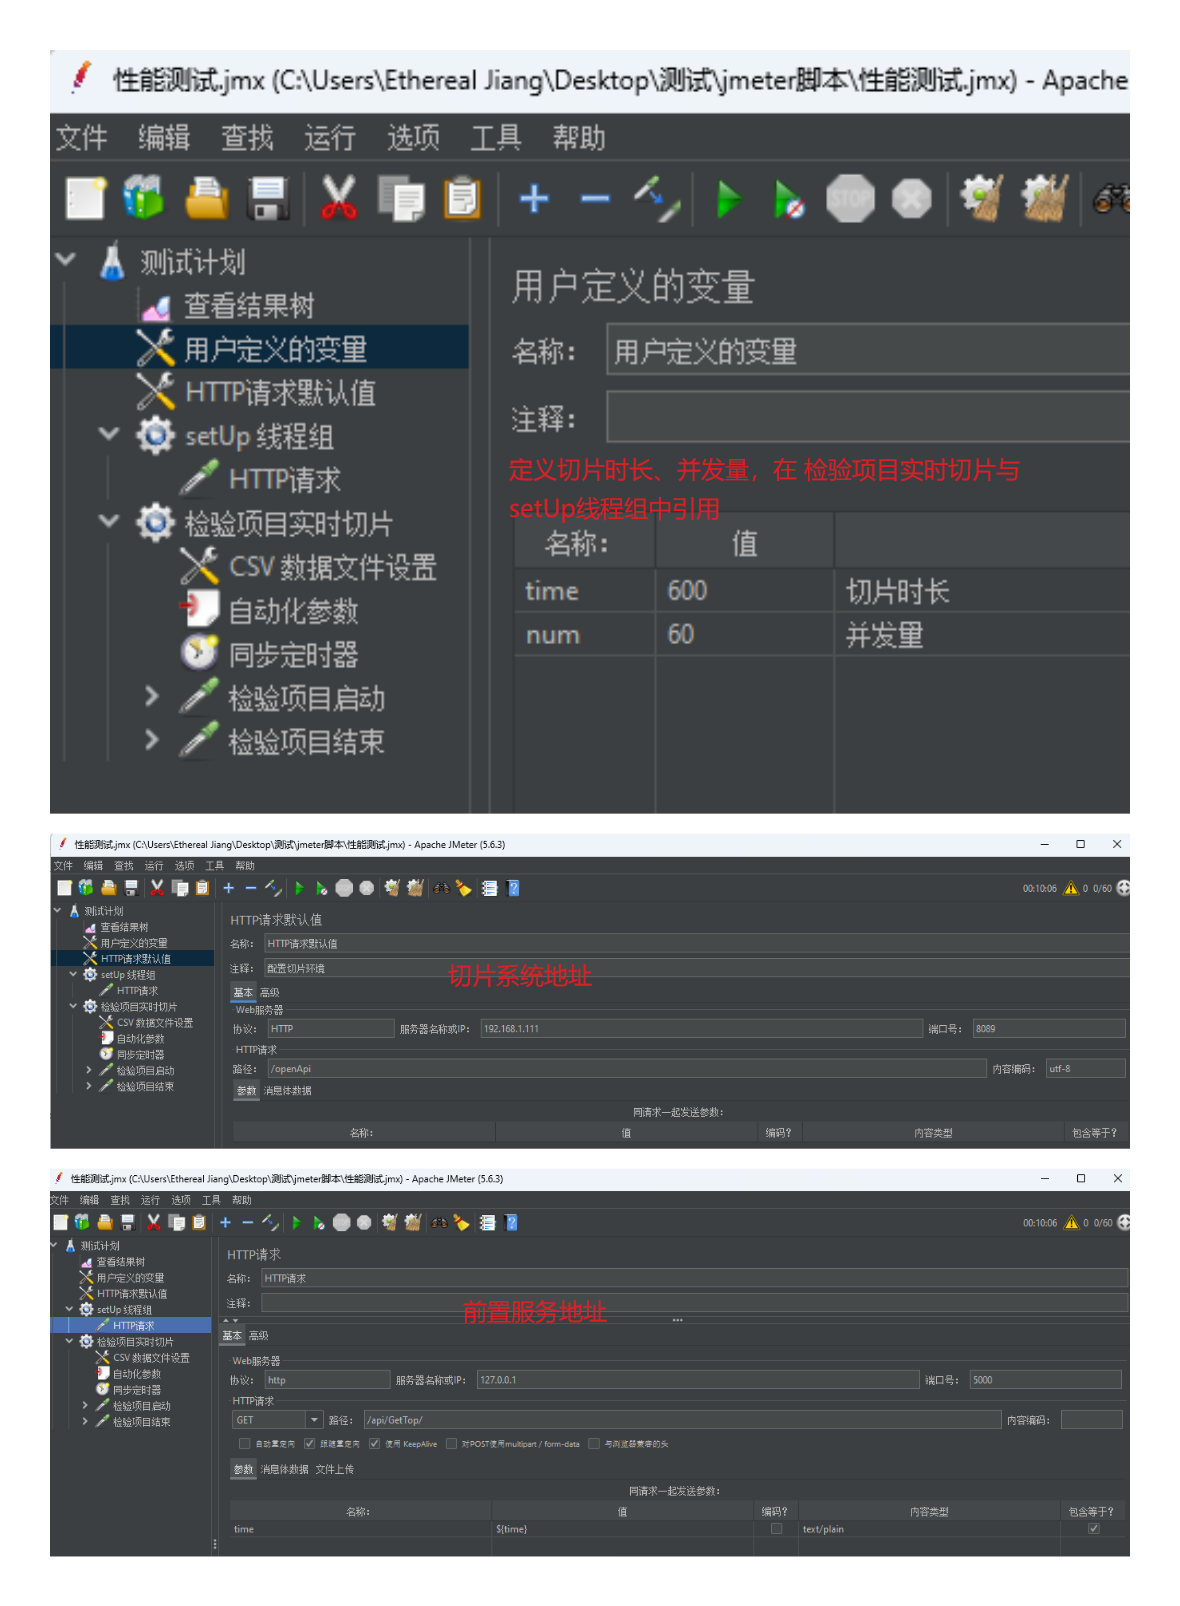 性能测试.jmx (C:\Users\Ethereal Jiang\Desktop\测试\jmeter脚本\性能测试.jmx) - Apache
文件 编辑 查找 运行 选项 工具 帮助
STOP
测试计划
查看结果树
用户定义的变量
HTTP请求默认值
setUp 线程组
HTTP请求
检验项目实时切片
CSV 数据文件设置
自动化参数
同步定时器
检验项目启动
检验项目结束
用户定义的变量
名称： 用户定义的变量
注释：
定义切片时长、并发量，在 检验项目实时切片与
setUp线程组中引用
名称： 值
time 600 切片时长
num 60 并发量
性能测试.jmx (C:\Users\Ethereal Jiang\Desktop\测试\jmeter脚本\性能测试.jmx) - Apache JMeter (5.6.3)
文件 编辑 查找 运行 选项 工具 帮助
00:10:06 0 0/60
测试计划
查看结果树
用户定义的变量
HTTP请求默认值
setUp 线程组
HTTP请求
检验项目实时切片
CSV 数据文件设置
自动化参数
同步定时器
检验项目启动
检验项目结束
HTTP请求默认值
名称： HTTP请求默认值
注释： 配置切片环境
切片系统地址
基本 高级
Web服务器
协议： HTTP 服务器名称或IP： 192.168.1.111 端口号： 8089
HTTP请求
路径： /openApi 内容编码： utf-8
参数 消息体数据
同请求一起发送参数：
名称： 值 编码? 内容类型 包含等于?
性能测试.jmx (C:\Users\Ethereal Jiang\Desktop\测试\jmeter脚本\性能测试.jmx) - Apache JMeter (5.6.3)
文件 编辑 查找 运行 选项 工具 帮助
00:10:06 0 0/60
测试计划
查看结果树
用户定义的变量
HTTP请求默认值
setUp 线程组
HTTP请求
检验项目实时切片
CSV 数据文件设置
自动化参数
同步定时器
检验项目启动
检验项目结束
HTTP请求
名称： HTTP请求
注释：
前置服务地址
基本 高级
Web服务器
协议： http 服务器名称或IP： 127.0.0.1 端口号： 5000
HTTP请求
GET 路径： /api/GetTop/ 内容编码：
自动重定向 跟随重定向 使用 KeepAlive 对POST使用multipart / form-data 与浏览器兼容的头
参数 消息体数据 文件上传
同请求一起发送参数：
名称： 值 编码? 内容类型 包含等于?
time ${time} text/plain